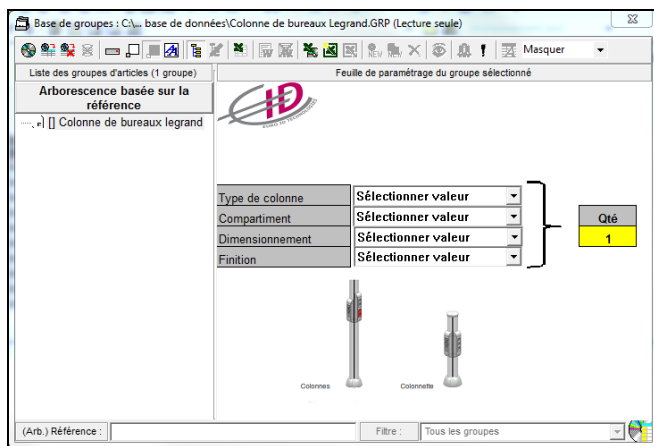 Base de groupes : C:\... base de données\Colonne de bureaux Legrand.GRP (Lecture seule)
REV NEV Masquer
Liste des groupes d'articles (1 groupe)
Feuille de paramétrage du groupe sélectionné
Arborescence basée sur la
référence
[] Colonne de bureaux legrand
ID
Type de colonne Sélectionner valeur
Compartiment Sélectionner valeur
Dimensionnement Sélectionner valeur
Finition Sélectionner valeur
Qté
1
Colonnes Colonnette
(Arb.) Référence :
Filtre : Tous les groupes